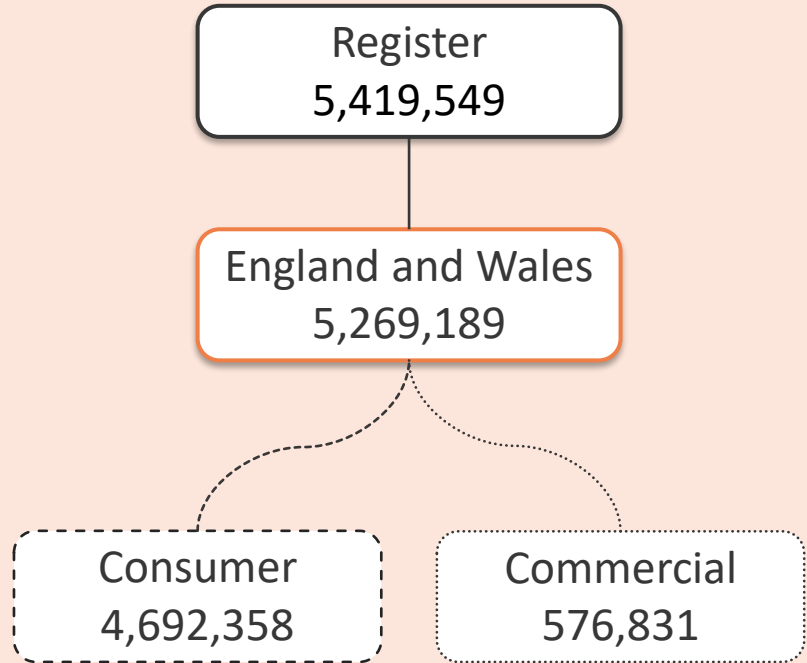 Register
5,419,549
England and Wales
5,269,189
Consumer
4,692,358
Commercial
576,831